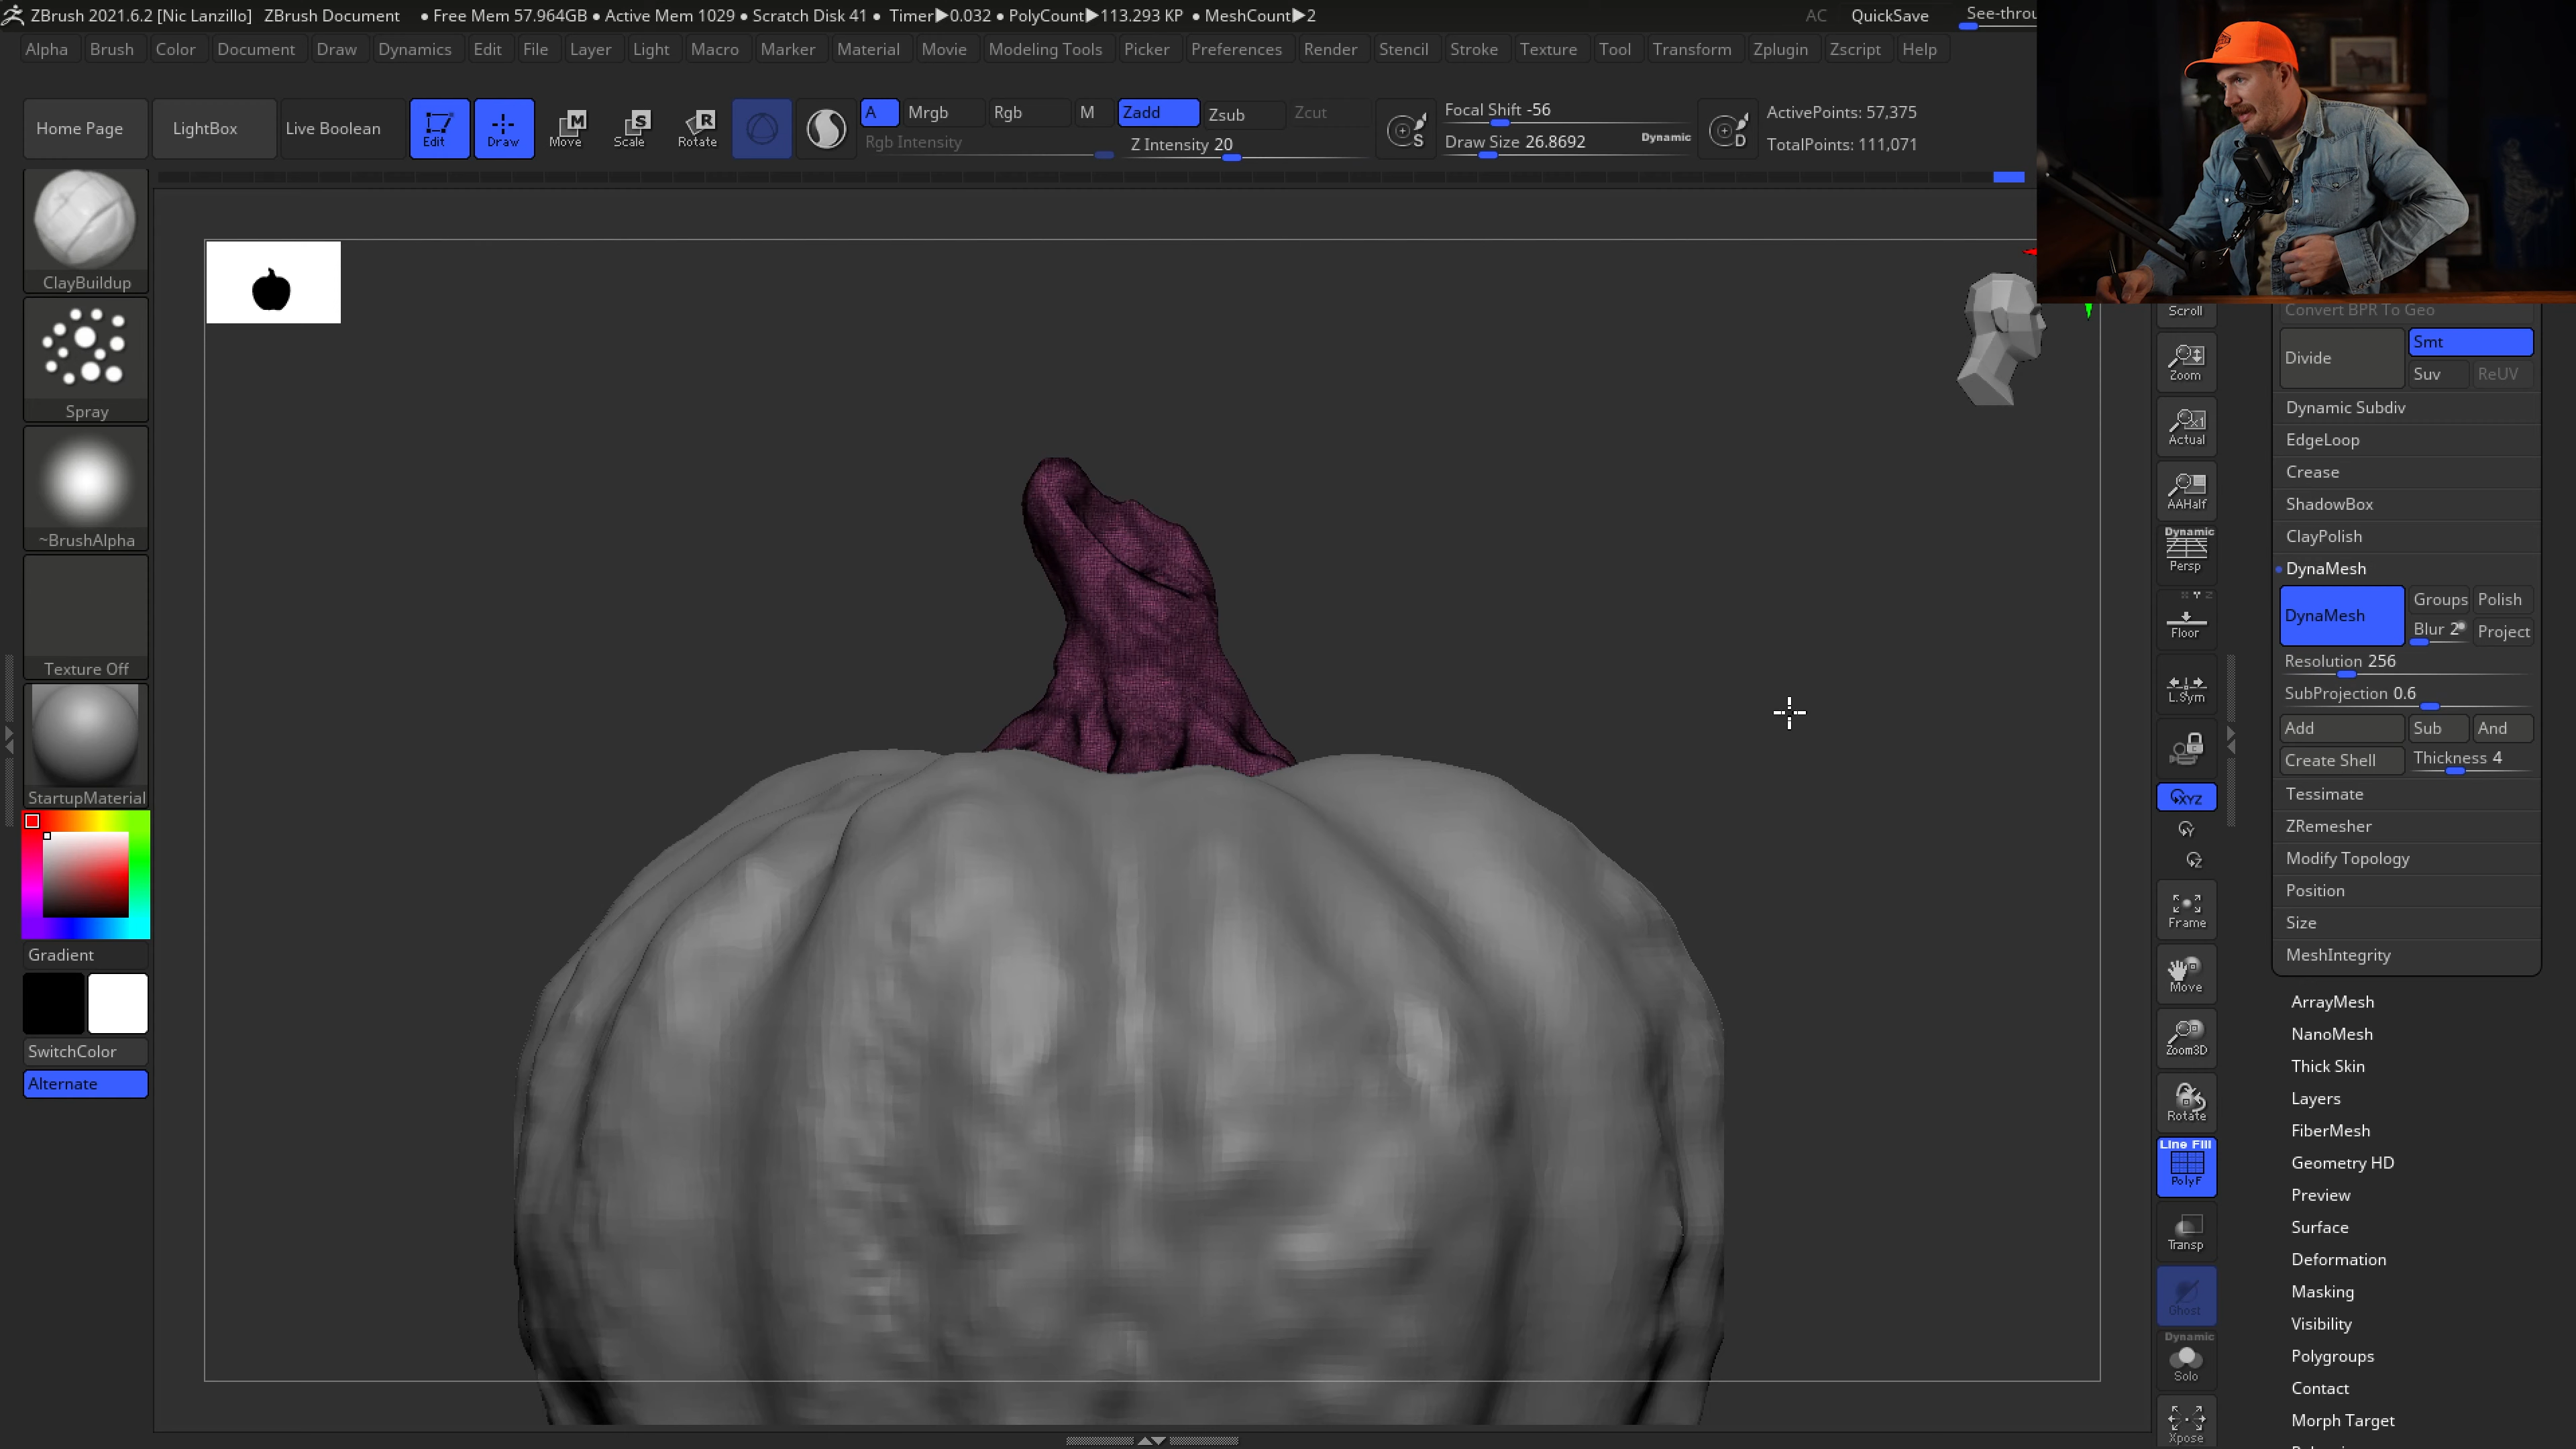 ZBrush 2021.6.2 [Nic Lanzillo] ZBrush Document • Free Mem 57.964GB • Active Mem 1029 • Scratch Disk 41 • Timer▶0.032 • PolyCount▶113.293 KP • MeshCount▶2 AC QuickSave See-throu
Alpha Brush Color Document Draw Dynamics Edit File Layer Light Macro Marker Material Movie Modeling Tools Picker Preferences Render Stencil Stroke Texture Tool Transform Zplugin Zscript Help
Home Page LightBox Live Boolean Edit Draw Move Scale Rotate
A Mrgb Rgb M Zadd Zsub Zcut
Rgb Intensity Z Intensity 20
Focal Shift -56
Draw Size 26.8692 Dynamic
ActivePoints: 57,375
TotalPoints: 111,071
ClayBuildup
Spray
~BrushAlpha
Texture Off
StartupMaterial
Gradient
SwitchColor
Alternate
Scroll
Zoom
Actual
AAHalf
Dynamic
Persp
Floor
L.Sym
XYZ
Y
Z
Frame
Move
Zoom3D
Rotate
Line Fill
PolyF
Transp
Ghost
Dynamic
Solo
Xpose
Convert BPR To Geo
Divide Smt
Suv ReUV
Dynamic Subdiv
EdgeLoop
Crease
ShadowBox
ClayPolish
DynaMesh
DynaMesh Groups Polish
Blur 2 Project
Resolution 256
SubProjection 0.6
Add Sub And
Create Shell Thickness 4
Tessimate
ZRemesher
Modify Topology
Position
Size
MeshIntegrity
ArrayMesh
NanoMesh
Thick Skin
Layers
FiberMesh
Geometry HD
Preview
Surface
Deformation
Masking
Visibility
Polygroups
Contact
Morph Target